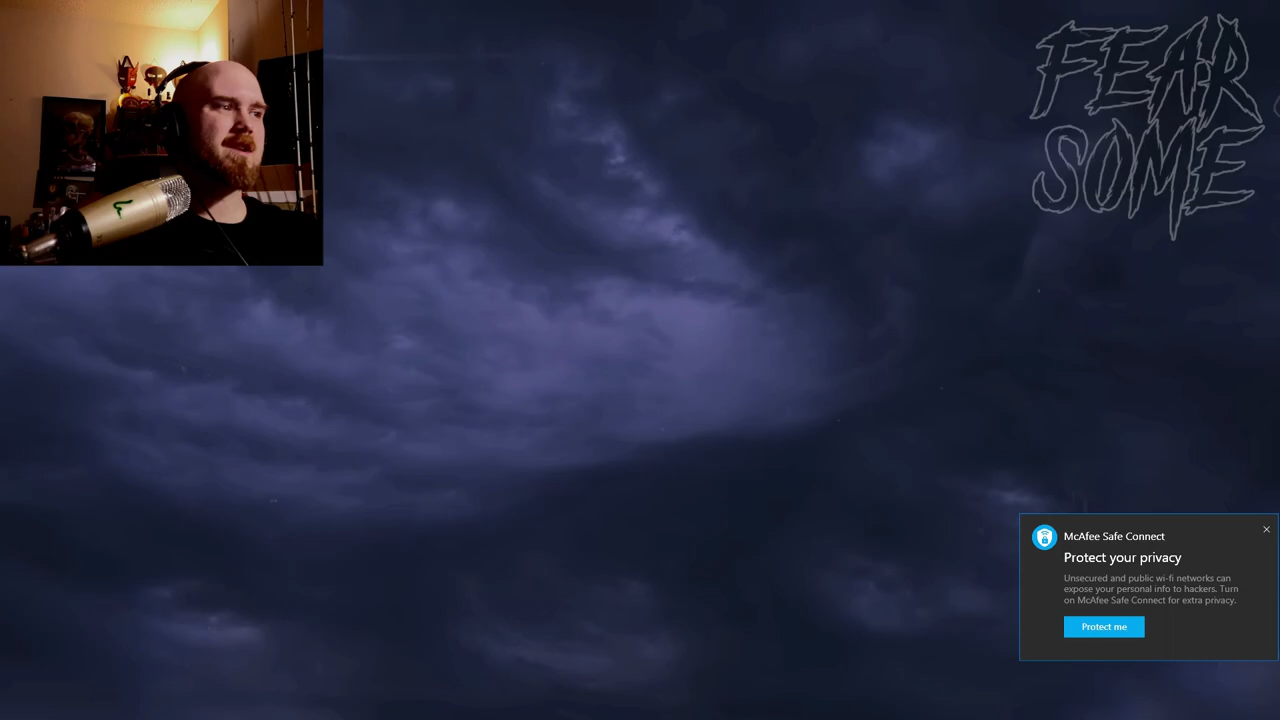 FEAR
SOME
McAfee Safe Connect
Protect your privacy
Unsecured and public wi-fi networks can
expose your personal info to hackers. Turn
on McAfee Safe Connect for extra privacy.
Protect me